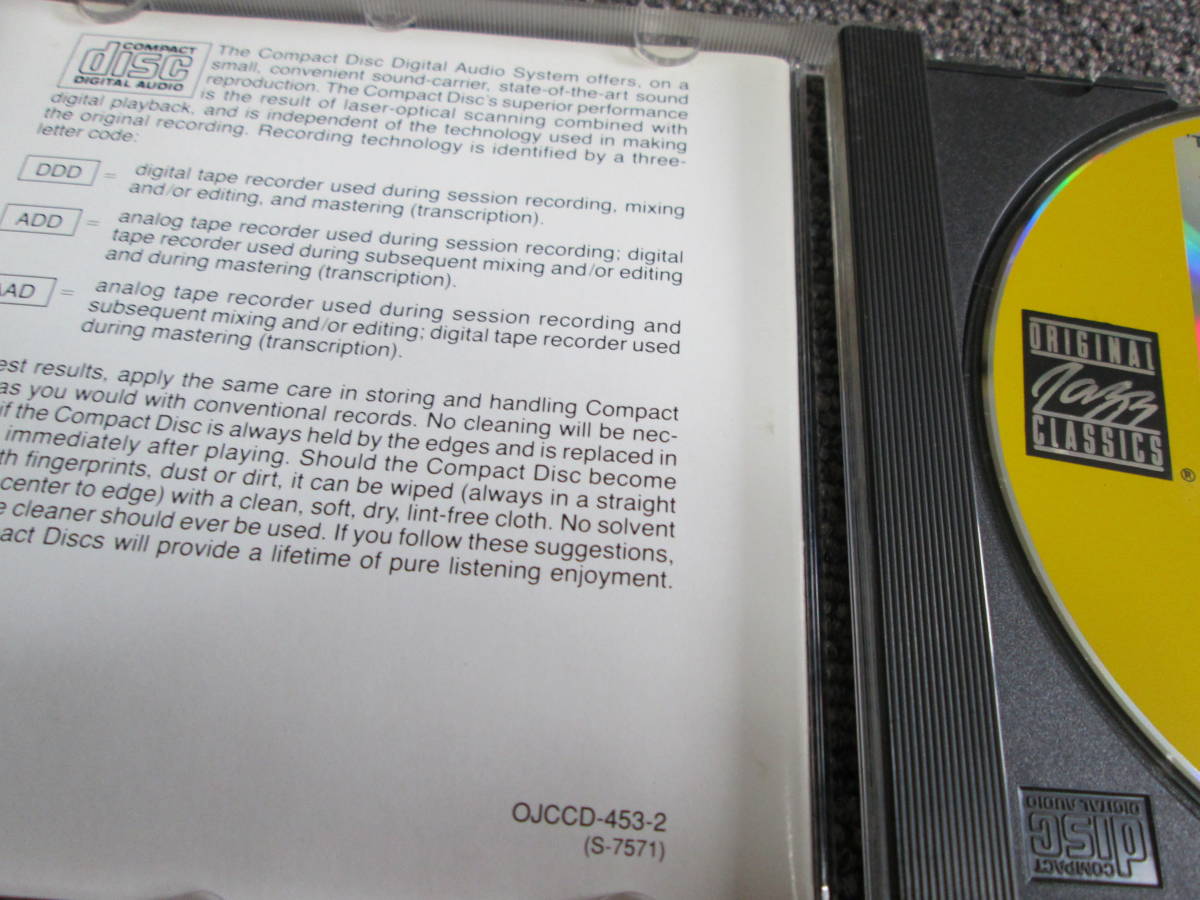 COMPACT
disc
DIGITAL AUDIO
The Compact Disc Digital Audio System offers, on a
small, convenient sound-carrier, state-of-the-art sound
reproduction. The Compact Disc's superior performance
is the result of laser-optical scanning combined with
digital playback, and is independent of the technology used in making
the original recording. Recording technology is identified by a three-
letter code:
DDD = digital tape recorder used during session recording, mixing
and/or editing, and mastering (transcription).
ADD = analog tape recorder used during session recording; digital
tape recorder used during subsequent mixing and/or editing
and during mastering (transcription).
AAD = analog tape recorder used during session recording and
subsequent mixing and/or editing; digital tape recorder used
during mastering (transcription).
est results, apply the same care in storing and handling Compact
as you would with conventional records. No cleaning will be nec-
if the Compact Disc is always held by the edges and is replaced in
immediately after playing. Should the Compact Disc become
th fingerprints, dust or dirt, it can be wiped (always in a straight
center to edge) with a clean, soft, dry, lint-free cloth. No solvent
e cleaner should ever be used. If you follow these suggestions,
act Discs will provide a lifetime of pure listening enjoyment.
OJCCD-453-2
(S-7571)
ORIGINAL
Jazz
CLASSICS
®
COMPACT
disc
DIGITAL AUDIO